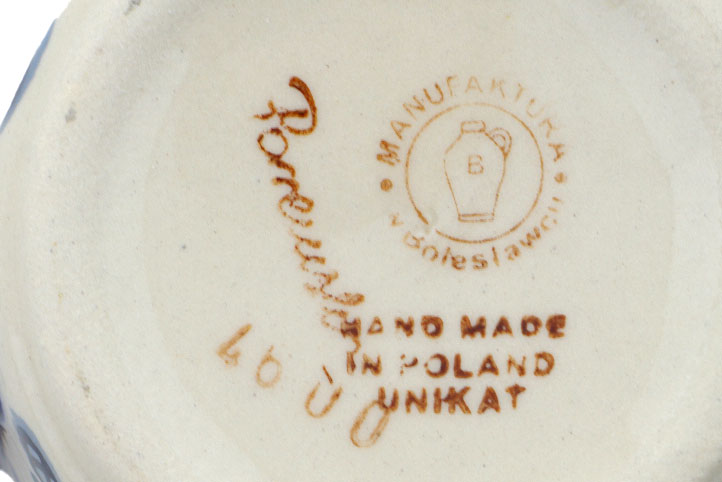 MANUFAKTURA
w Bolesławcu
B
HAND MADE
IN POLAND
UNIKAT